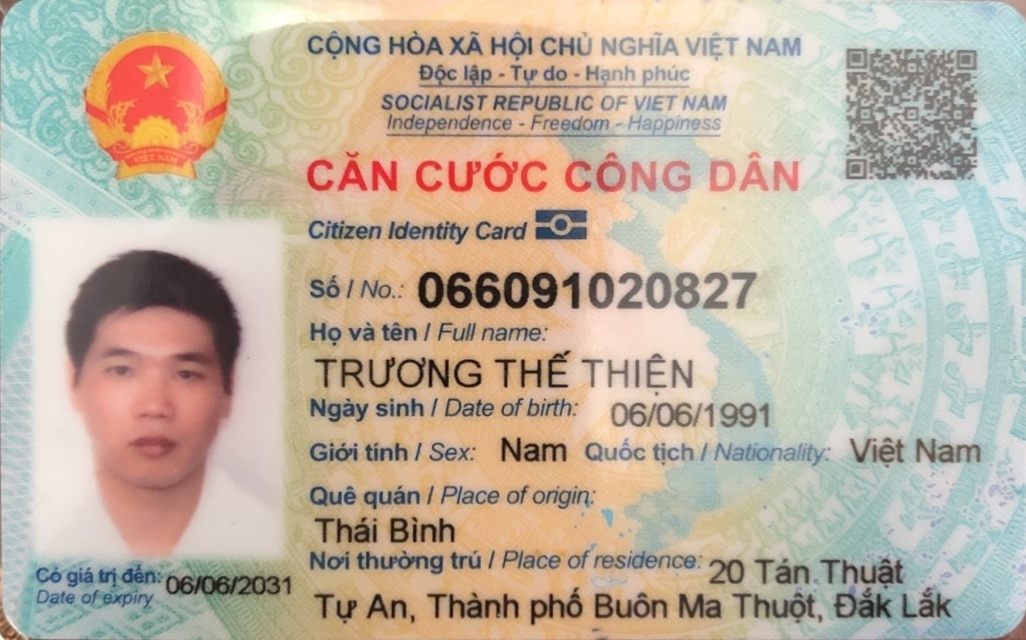 CỘNG HÒA XÃ HỘI CHỦ NGHĨA VIỆT NAM
Độc lập - Tự do - Hạnh phúc
SOCIALIST REPUBLIC OF VIET NAM
Independence - Freedom - Happiness
CĂN CƯỚC CÔNG DÂN
Citizen Identity Card
Số / No.: 066091020827
Họ và tên / Full name:
TRƯƠNG THẾ THIỆN
Ngày sinh / Date of birth: 06/06/1991
Giới tính / Sex: Nam Quốc tịch / Nationality: Việt Nam
Quê quán / Place of origin:
Thái Bình
Nơi thường trú / Place of residence: 20 Tán Thuật
Tự An, Thành phố Buôn Ma Thuột, Đắk Lắk
Có giá trị đến: 06/06/2031
Date of expiry
VIỆT NAM